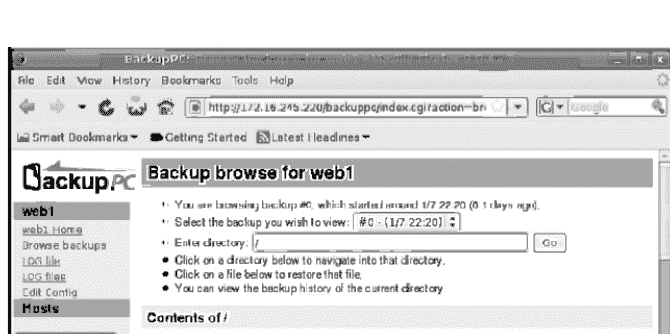 BackupPC:
File Edit View History Bookmarks Tools Help
http://172.16.245.220/backuppc/index.cgi?action=bro
G Google
Smart Bookmarks Getting Started Latest Headlines
BackupPC
Backup browse for web1
You are browsing backup #0, which started around 1/7 22:20 (0.1 days ago),
Select the backup you wish to view: #0 - (1/7 22:20)
Enter directory: / Go
Click on a directory below to navigate into that directory,
Click on a file below to restore that file,
You can view the backup history of the current directory
web1
web1 Home
Browse backups
LOG file
LOG files
Edit Config
Hosts
Contents of /